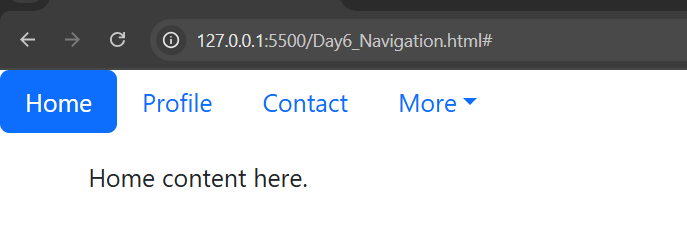 127.0.0.1:5500/Day6_Navigation.html#
Home Profile Contact More
Home content here.